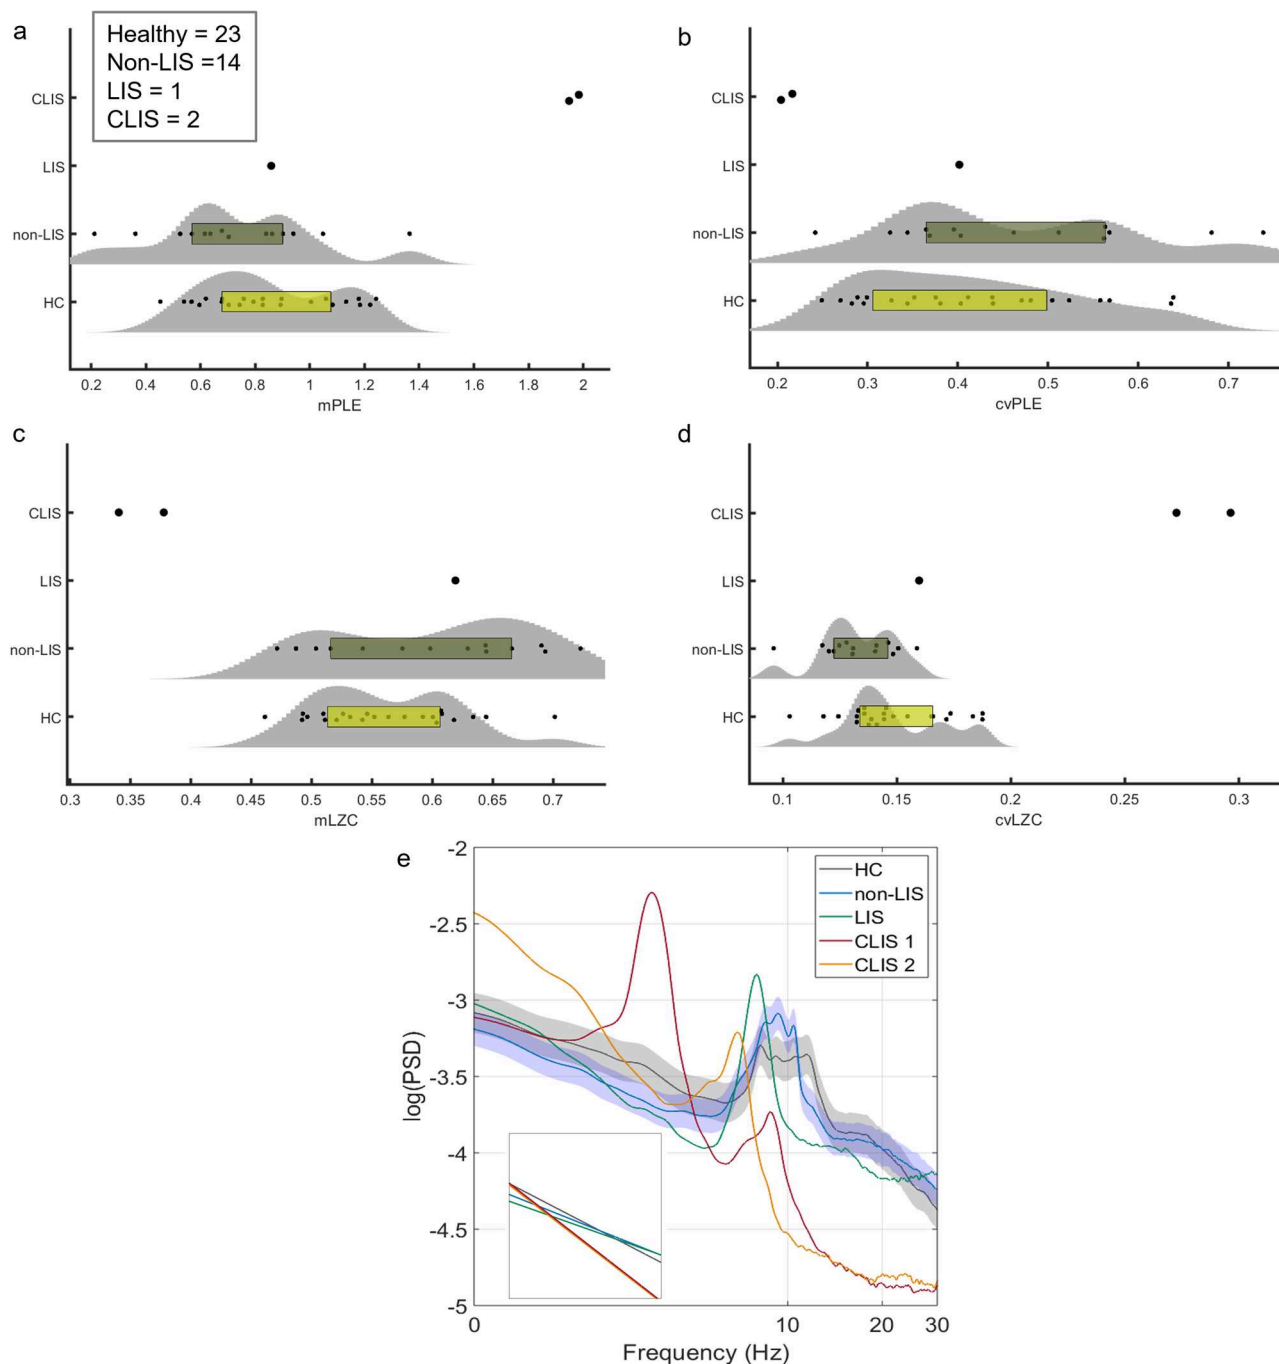 a
Healthy = 23
Non-LIS =14
LIS = 1
CLIS = 2
CLIS
LIS
non-LIS
HC
0.2 0.4 0.6 0.8 1 1.2 1.4 1.6 1.8 2
mPLE
b
CLIS
LIS
non-LIS
HC
0.2 0.3 0.4 0.5 0.6 0.7
cvPLE
c
CLIS
LIS
non-LIS
HC
0.3 0.35 0.4 0.45 0.5 0.55 0.6 0.65 0.7
mLZC
d
CLIS
LIS
non-LIS
HC
0.1 0.15 0.2 0.25 0.3
cvLZC
e
HC
non-LIS
LIS
CLIS 1
CLIS 2
log(PSD)
-2
-2.5
-3
-3.5
-4
-4.5
-5
0 10 20 30
Frequency (Hz)